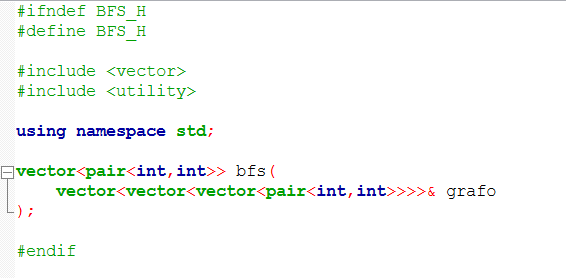 #ifndef BFS_H
#define BFS_H
#include <vector>
#include <utility>
using namespace std;
vector<pair<int,int>> bfs(
vector<vector<vector<pair<int,int>>>>& grafo
);
#endif